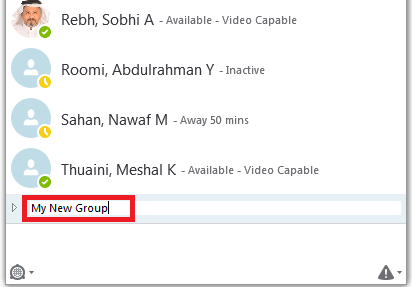 Rebh, Sobhi A - Available - Video Capable
Roomi, Abdulrahman Y - Inactive
Sahan, Nawaf M - Away 50 mins
Thuaini, Meshal K - Available - Video Capable
My New Group